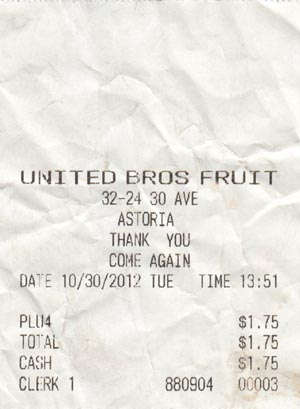 UNITED BROS FRUIT
32-24 30 AVE
ASTORIA
THANK YOU
COME AGAIN
DATE 10/30/2012 TUE TIME 13:51
PLU4 $1.75
TOTAL $1.75
CASH $1.75
CLERK 1 880904 00003